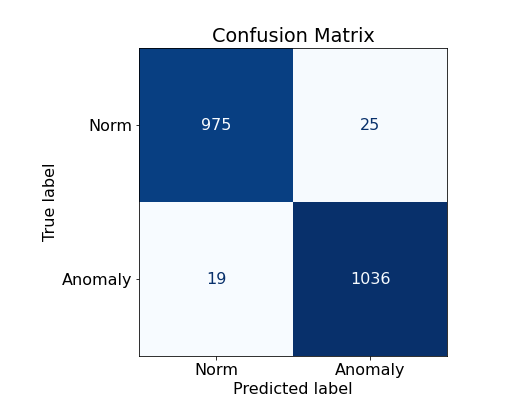 Confusion Matrix
True label
Norm
975
25
Anomaly
19
1036
Norm
Anomaly
Predicted label